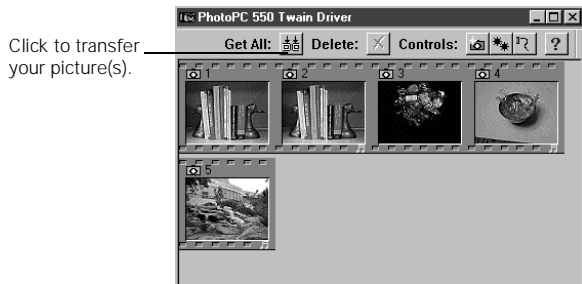 PhotoPC 550 Twain Driver
Click to transfer
your picture(s).
Get All: Delete: Controls: ?
1 2 3 4
5